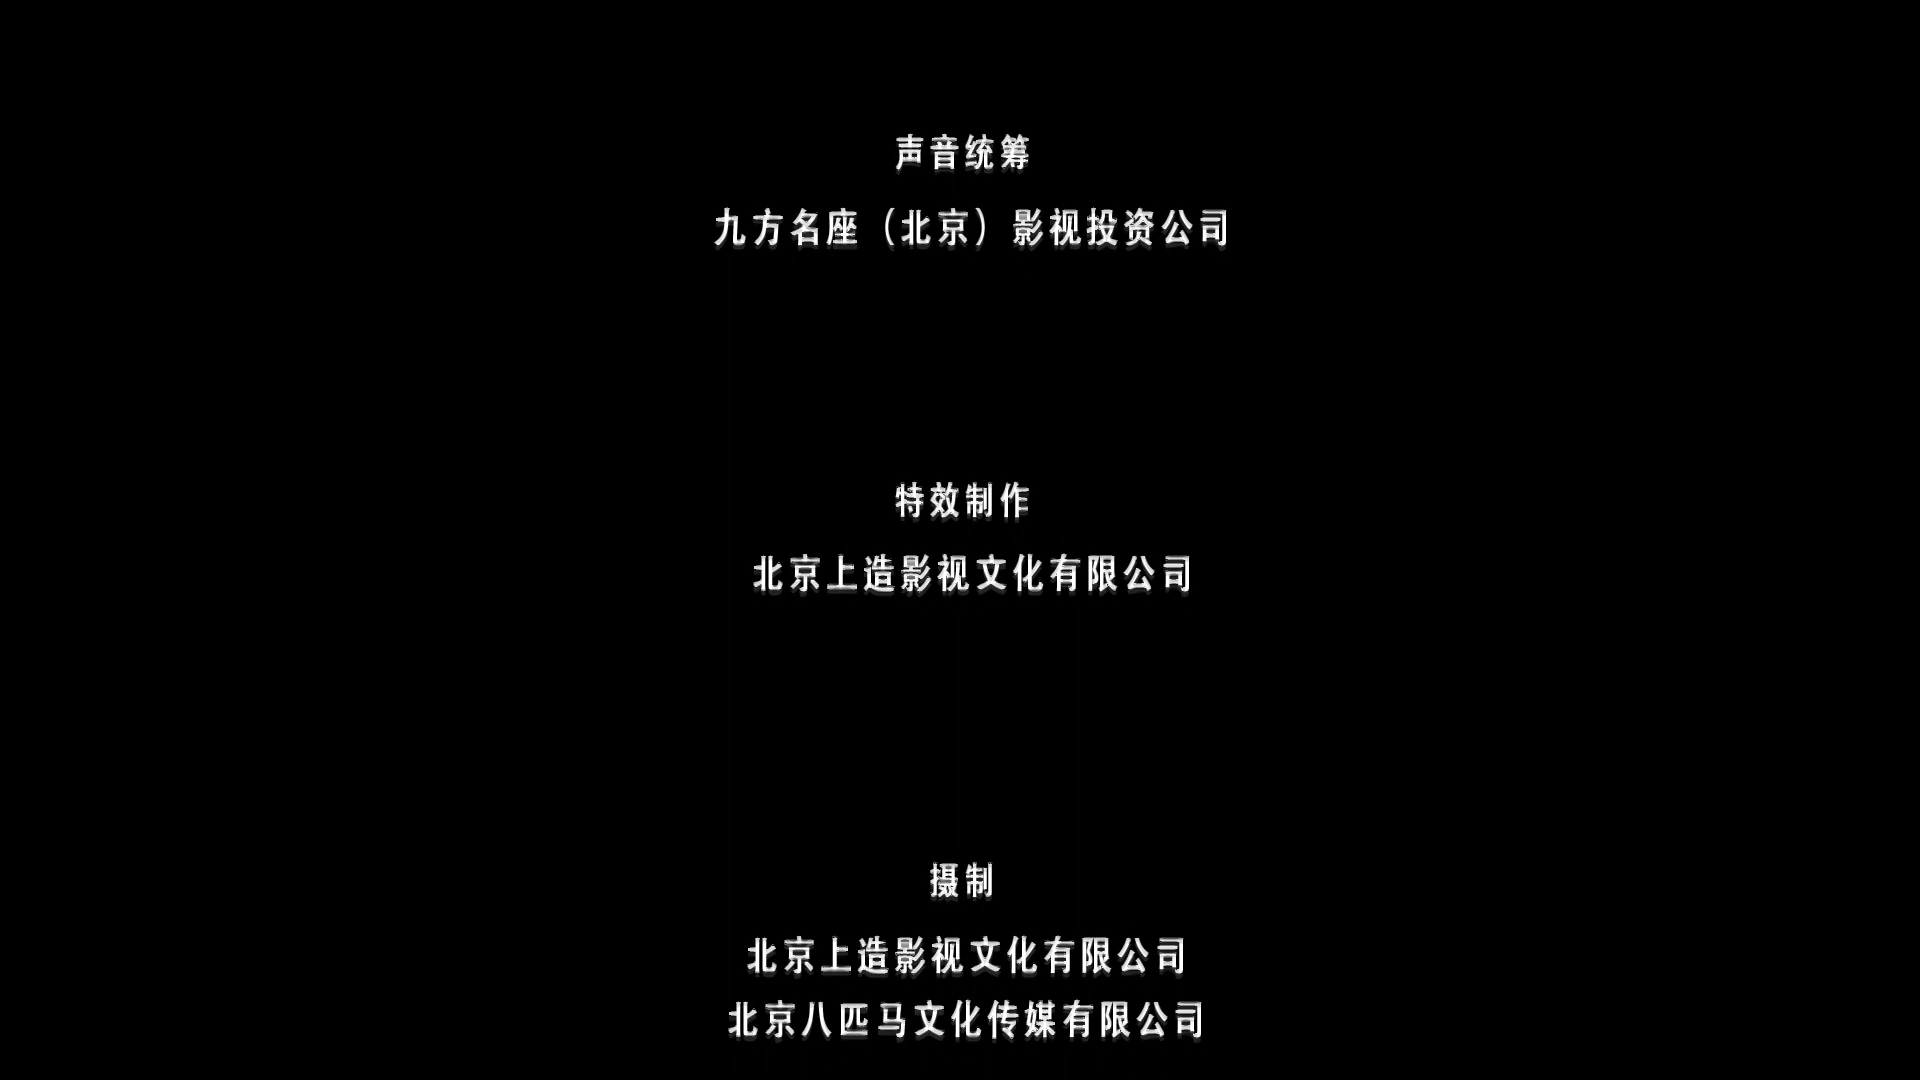 声音统筹
九方名座（北京）影视投资公司
特效制作
北京上造影视文化有限公司
摄制
北京上造影视文化有限公司
北京八匹马文化传媒有限公司